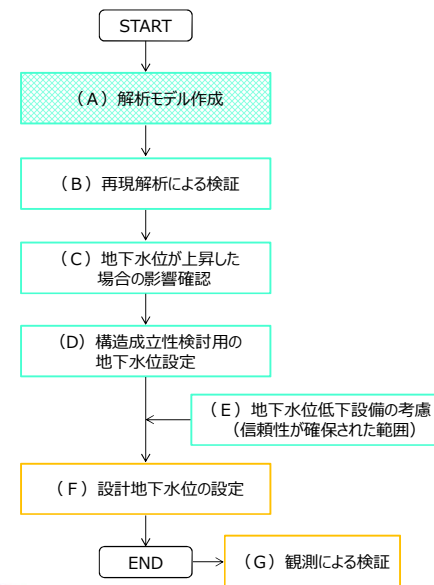 START
（A）解析モデル作成
（B）再現解析による検証
（C）地下水位が上昇した
場合の影響確認
（D）構造成立性検討用の
地下水位設定
（E）地下水位低下設備の考慮
（信頼性が確保された範囲）
（F）設計地下水位の設定
END
（G）観測による検証